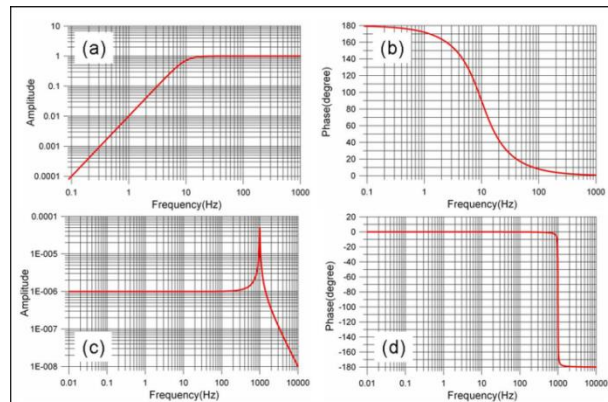 10
1
0.1
0.01
0.001
0.0001
Amplitude
(a)
0.1 1 10 100 1000
Frequency(Hz)
180
160
140
120
100
80
60
40
20
0
Phase(degree)
(b)
0.1 1 10 100 1000
Frequency(Hz)
0.0001
1E-005
1E-006
1E-007
1E-008
Amplitude
(c)
0.01 0.1 1 10 100 1000 10000
Frequency(Hz)
20
0
-20
-40
-60
-80
-100
-120
-140
-160
-180
Phase(degree)
(d)
0.01 0.1 1 10 100 1000 10000
Frequency(Hz)